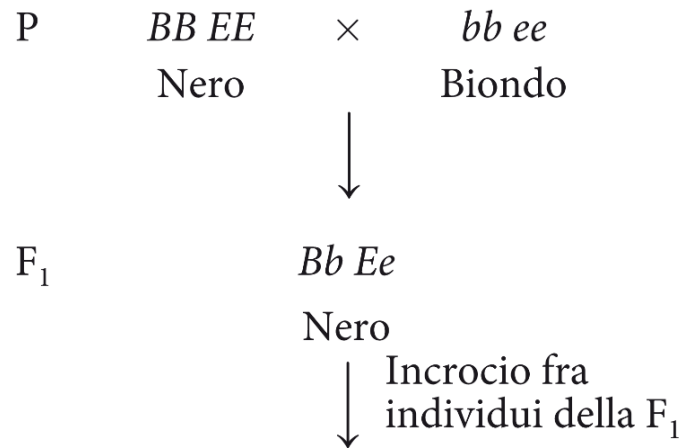 P BB EE × bb ee
Nero Biondo
F₁ Bb Ee
Nero
Incrocio fra
individui della F₁